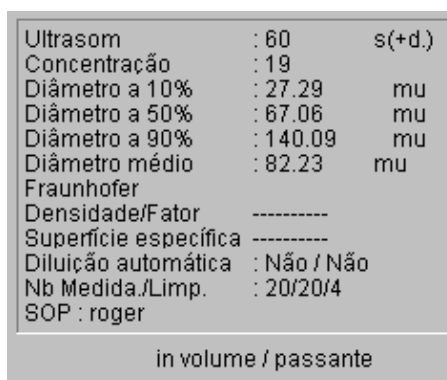 Ultrasom : 60 s(+d.)
Concentração : 19
Diâmetro a 10% : 27.29 mu
Diâmetro a 50% : 67.06 mu
Diâmetro a 90% : 140.09 mu
Diâmetro médio : 82.23 mu
Fraunhofer
Densidade/Fator ----------
Superfície específica ----------
Diluição automática : Não / Não
Nb Medida./Limp. : 20/20/4
SOP : roger
in volume / passante